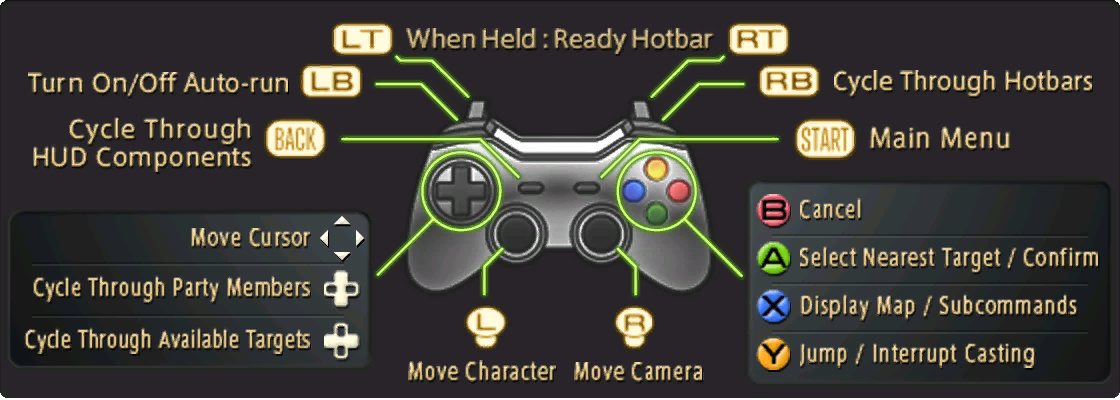 LT When Held : Ready Hotbar RT
Turn On/Off Auto-run LB
RB Cycle Through Hotbars
Cycle Through
HUD Components
BACK
START Main Menu
Move Cursor
Cycle Through Party Members
Cycle Through Available Targets
L
Move Character
R
Move Camera
B Cancel
A Select Nearest Target / Confirm
X Display Map / Subcommands
Y Jump / Interrupt Casting